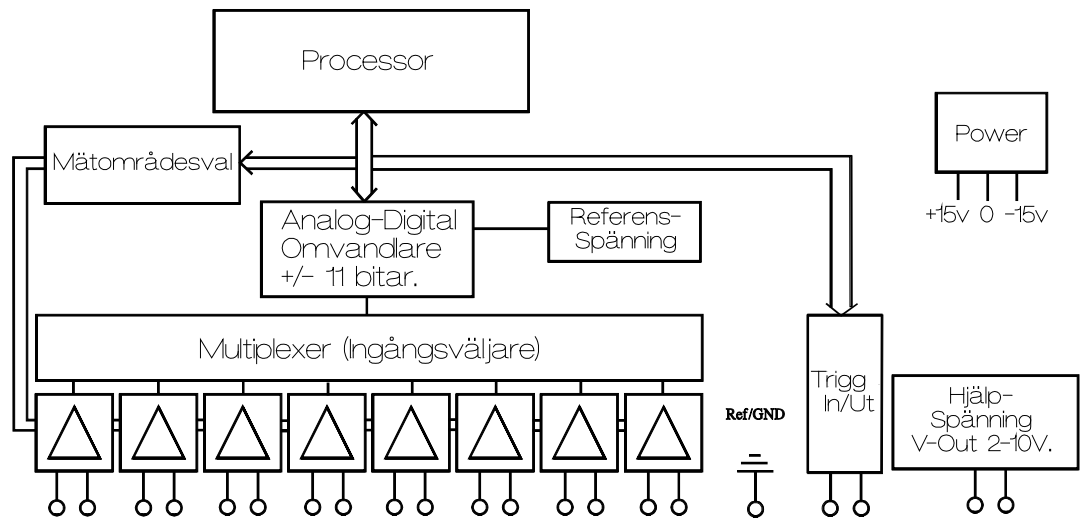 Processor
Mätområdesval
Power
+15v 0 -15v
Analog-Digital
Omvandlare
+/- 11 bitar.
Referens-
Spänning
Multiplexer (Ingångsväljare)
Trigg
In/Ut
Ref/GND
Hjälp-
Spänning
V-Out 2-10V.